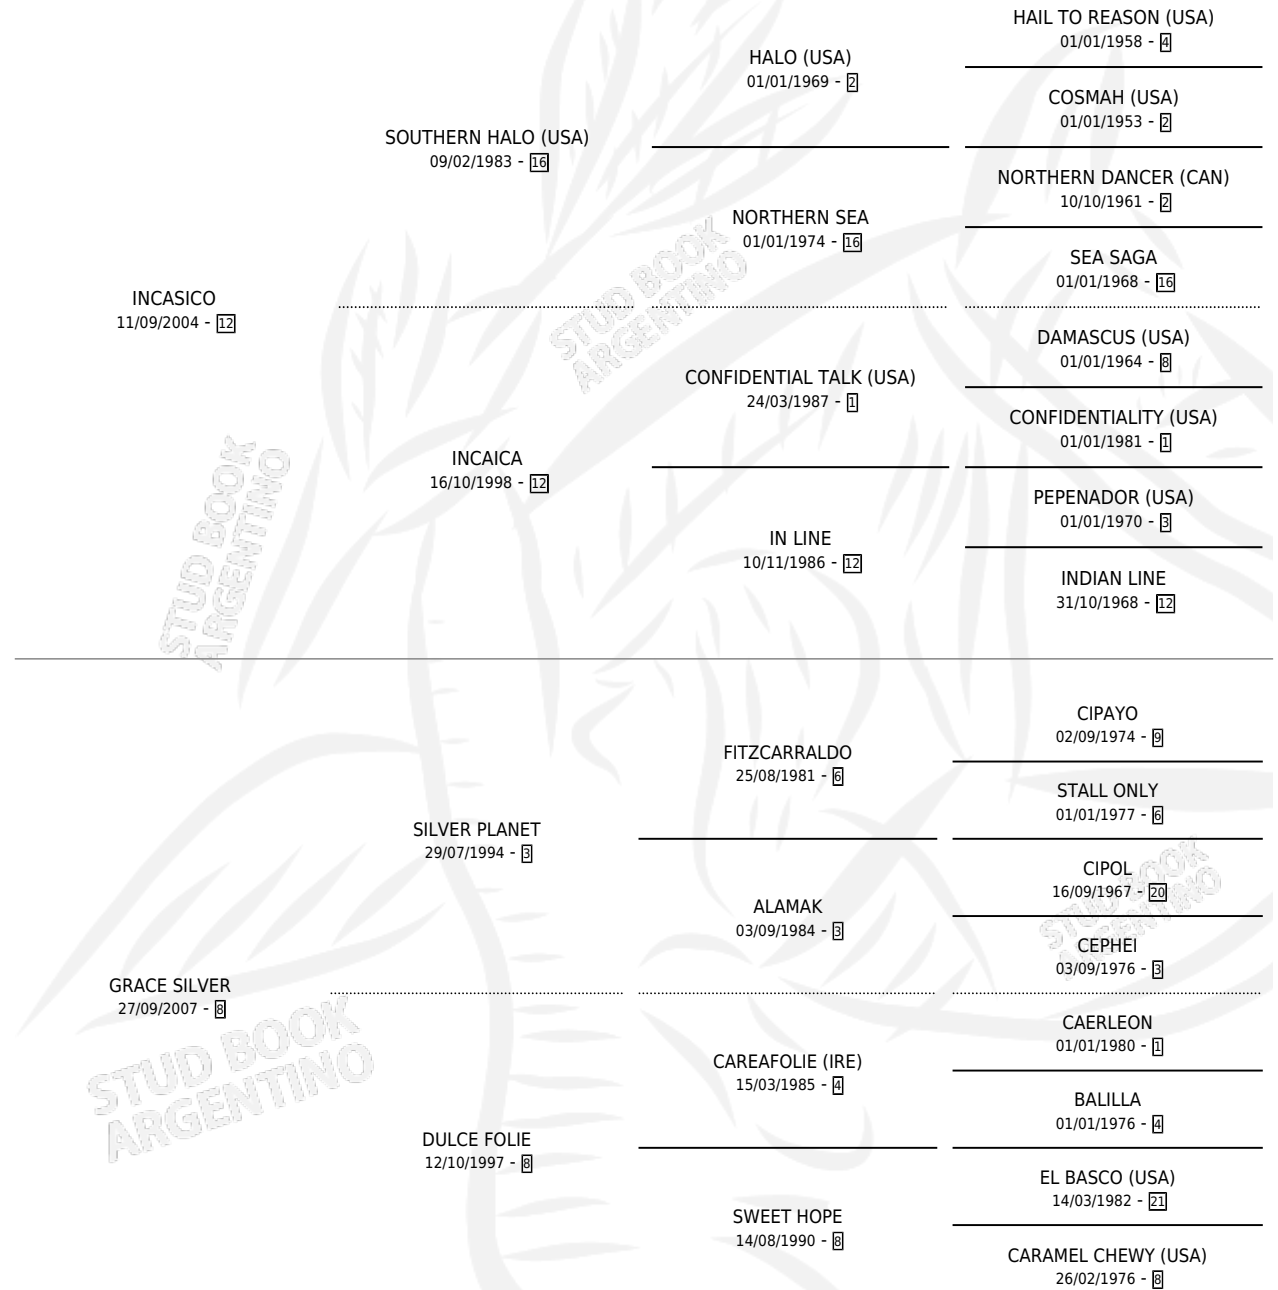 HAIL TO REASON (USA)
01/01/1958 - 4
HALO (USA)
01/01/1969 - 2
COSMAH (USA)
01/01/1953 - 2
SOUTHERN HALO (USA)
09/02/1983 - 16
NORTHERN DANCER (CAN)
10/10/1961 - 2
NORTHERN SEA
01/01/1974 - 16
SEA SAGA
01/01/1968 - 16
INCASICO
11/09/2004 - 12
STUD BOOK
ARGENTINO
DAMASCUS (USA)
01/01/1964 - 8
CONFIDENTIAL TALK (USA)
24/03/1987 - 1
CONFIDENTIALITY (USA)
01/01/1981 - 1
INCAICA
16/10/1998 - 12
PEPENADOR (USA)
01/01/1970 - 3
IN LINE
10/11/1986 - 12
INDIAN LINE
31/10/1968 - 12
STUD BOOK
ARGENTINO
CIPAYO
02/09/1974 - 9
FITZCARRALDO
25/08/1981 - 6
STALL ONLY
01/01/1977 - 6
SILVER PLANET
29/07/1994 - 3
CIPOL
16/09/1967 - 20
ALAMAK
03/09/1984 - 3
STUD BOOK
ARGENTINO
CEPHEI
03/09/1976 - 3
GRACE SILVER
27/09/2007 - 8
CAERLEON
01/01/1980 - 1
CAREAFOLIE (IRE)
15/03/1985 - 4
STUD BOOK
ARGENTINO
BALILLA
01/01/1976 - 4
DULCE FOLIE
12/10/1997 - 8
EL BASCO (USA)
14/03/1982 - 21
SWEET HOPE
14/08/1990 - 8
CARAMEL CHEWY (USA)
26/02/1976 - 8